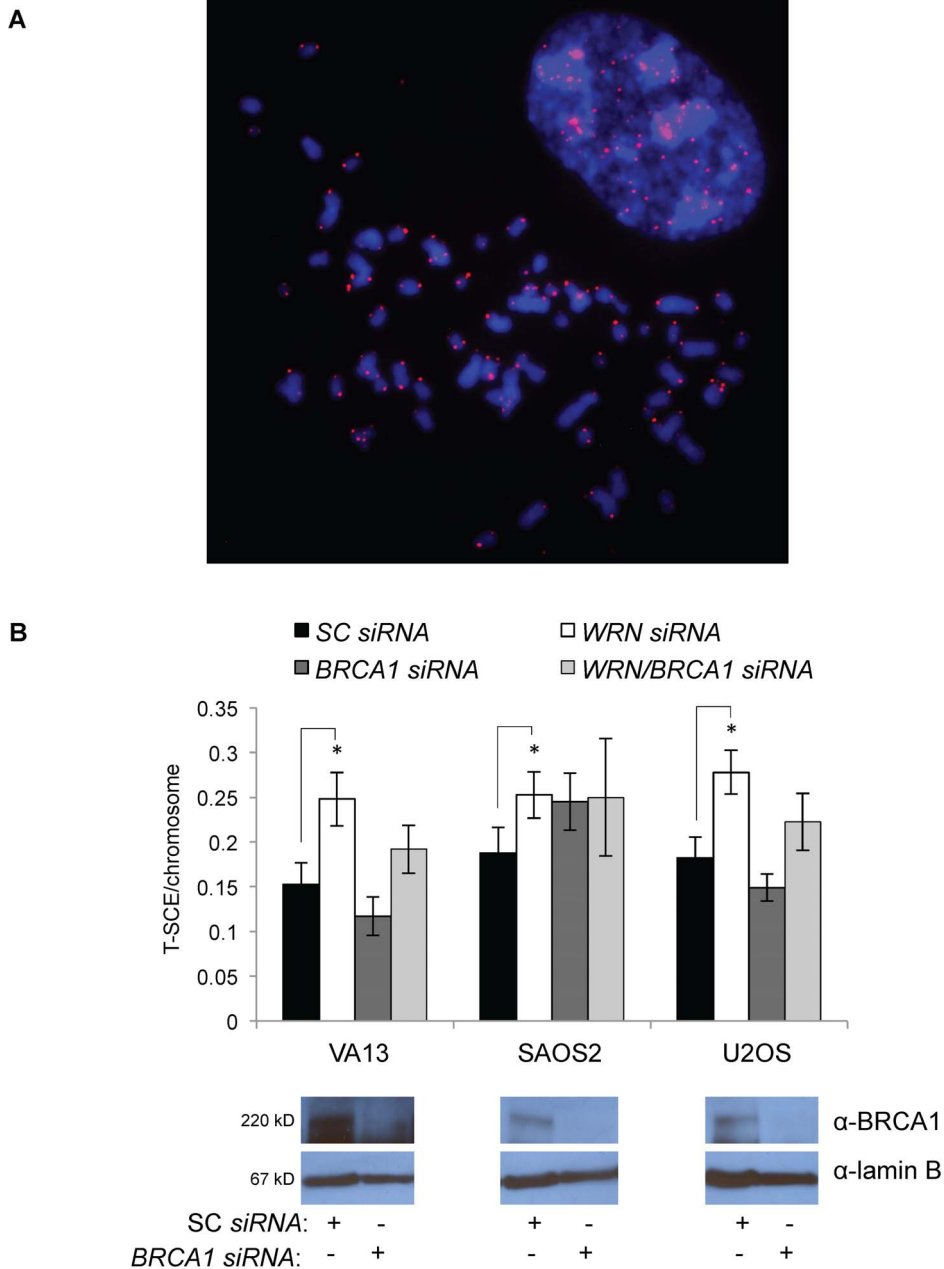 A
B
SC siRNA
WRN siRNA
BRCA1 siRNA
WRN/BRCA1 siRNA
T-SCE/chromosome
0.35
0.3
0.25
0.2
0.15
0.1
0.05
0
*
*
*
VA13
SAOS2
U2OS
220 kD
α-BRCA1
67 kD
α-lamin B
SC siRNA: + - + - + -
BRCA1 siRNA: - + - + - +